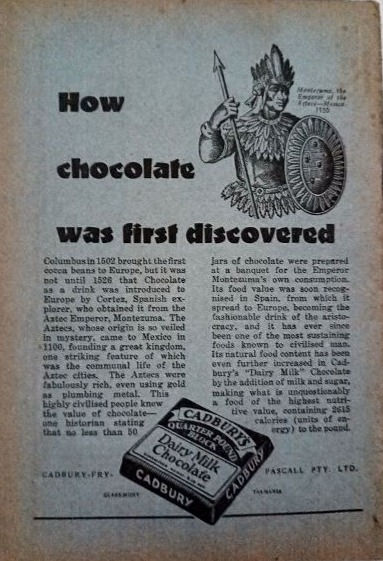 How
chocolate
was first discovered
Montezuma, the
Emperor of the
Aztecs—Mexico.
Columbus in 1502 brought the first
cocoa beans to Europe, but it was
not until 1526 that Chocolate
as a drink was introduced to
Europe by Cortez, Spanish ex-
plorer, who obtained it from the
Aztec Emperor, Montezuma. The
Aztecs, whose origin is so veiled
in mystery, came to Mexico in
1100, founding a great kingdom,
one striking feature of which
was the communal life of the
Aztec cities. The Aztecs were
fabulously rich, even using gold
as plumbing metal. This
highly civilised people knew
the value of chocolate—
one historian stating
that no less than 50
jars of chocolate were prepared
at a banquet for the Emperor
Montezuma's own consumption.
Its food value was soon recog-
nised in Spain, from which it
spread to Europe, becoming the
fashionable drink of the aristo-
cracy, and it has ever since
been one of the most sustaining
foods known to civilised man.
Its natural food content has been
even further increased in Cad-
bury's "Dairy Milk" Chocolate
by the addition of milk and sugar,
making what is unquestionably
a food of the highest nutri-
tive value, containing 2615
calories (units of en-
ergy) to the pound.
CADBURY'S
QUARTER POUND
BLOCK
Dairy Milk
Chocolate
CADBURY
CADBURY
CADBURY-FRY-
PASCALL PTY. LTD.
CLAREMONT
TASMANIA